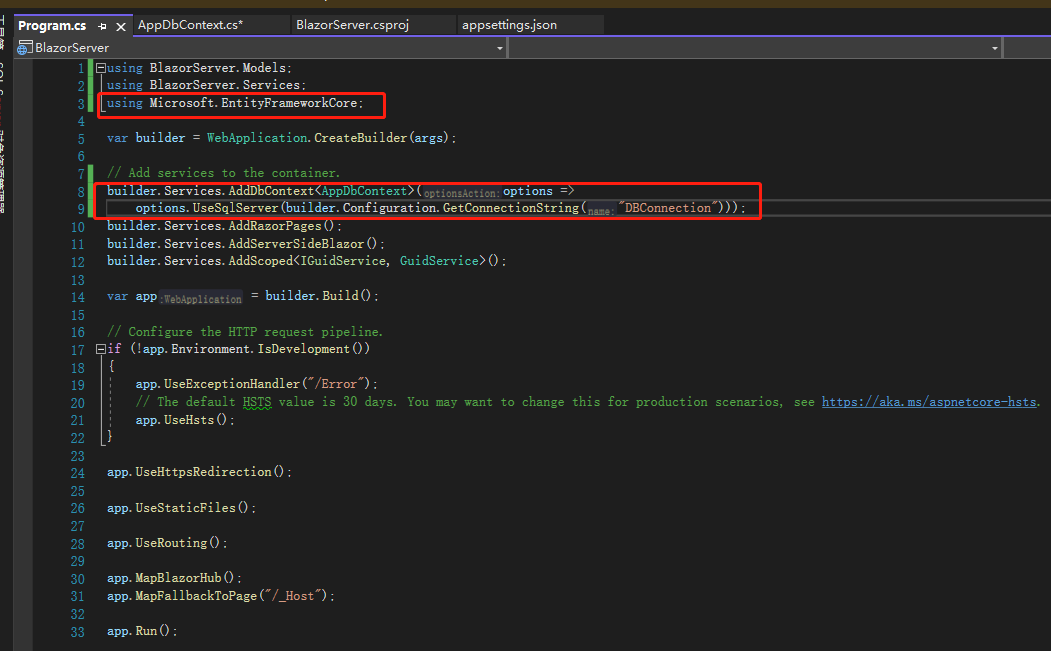 Program.cs AppDbContext.cs* BlazorServer.csproj appsettings.json
BlazorServer
1 using BlazorServer.Models;
2 using BlazorServer.Services;
3 using Microsoft.EntityFrameworkCore;
4
5 var builder = WebApplication.CreateBuilder(args);
6
7 // Add services to the container.
8 builder.Services.AddDbContext<AppDbContext>(optionsAction: options =>
9 options.UseSqlServer(builder.Configuration.GetConnectionString(name: "DBConnection")));
10 builder.Services.AddRazorPages();
11 builder.Services.AddServerSideBlazor();
12 builder.Services.AddScoped<IGuidService, GuidService>();
13
14 var app :WebApplication = builder.Build();
15
16 // Configure the HTTP request pipeline.
17 if (!app.Environment.IsDevelopment())
18 {
19 app.UseExceptionHandler("/Error");
20 // The default HSTS value is 30 days. You may want to change this for production scenarios, see https://aka.ms/aspnetcore-hsts.
21 app.UseHsts();
22 }
23
24 app.UseHttpsRedirection();
25
26 app.UseStaticFiles();
27
28 app.UseRouting();
29
30 app.MapBlazorHub();
31 app.MapFallbackToPage("/_Host");
32
33 app.Run();